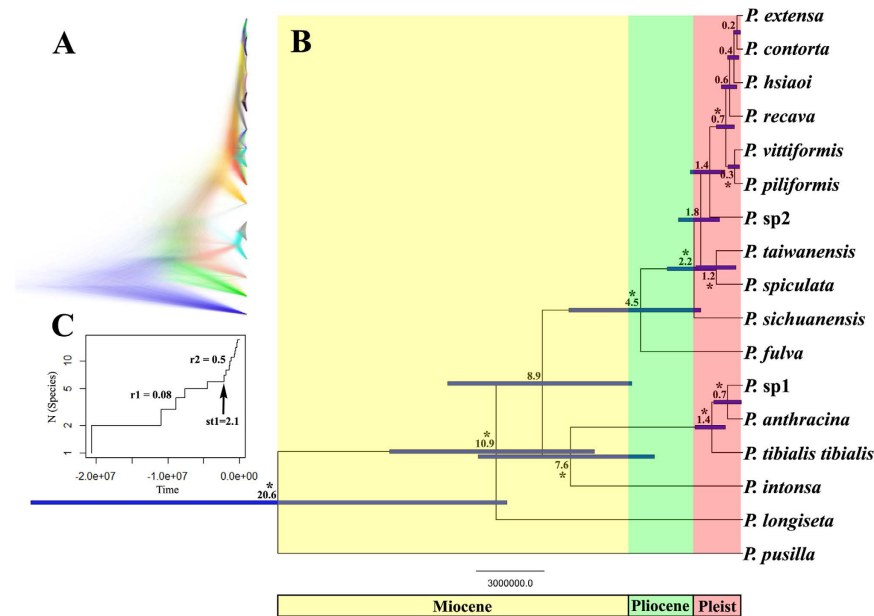 A
B
P. extensa
0.2
P. contorta
0.4
P. hsiaoi
0.6
P. recava
*
0.7
P. vittiformis
0.3
P. piliformis
*
1.4
1.8
P. sp2
P. taiwanensis
*
2.2
1.2
P. spiculata
*
P. sichuanensis
*
4.5
P. fulva
C
N (Species)
10
5
2
1
r2 = 0.5
r1 = 0.08
st1=2.1
-2.0e+07 -1.0e+07 0.0e+00
Time
8.9
P. sp1
*
0.7
P. anthracina
*
1.4
P. tibialis tibialis
*
10.9
7.6
*
P. intonsa
*
20.6
P. longiseta
P. pusilla
3000000.0
Miocene Pliocene Pleist